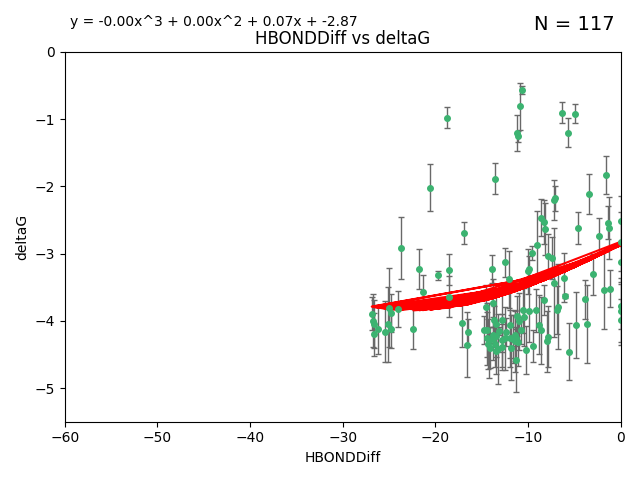 y = -0.00x^3 + 0.00x^2 + 0.07x + -2.87
N = 117
HBONDDiff vs deltaG
deltaG
0
−1
−2
−3
−4
−5
−60 −50 −40 −30 −20 −10 0
HBONDDiff